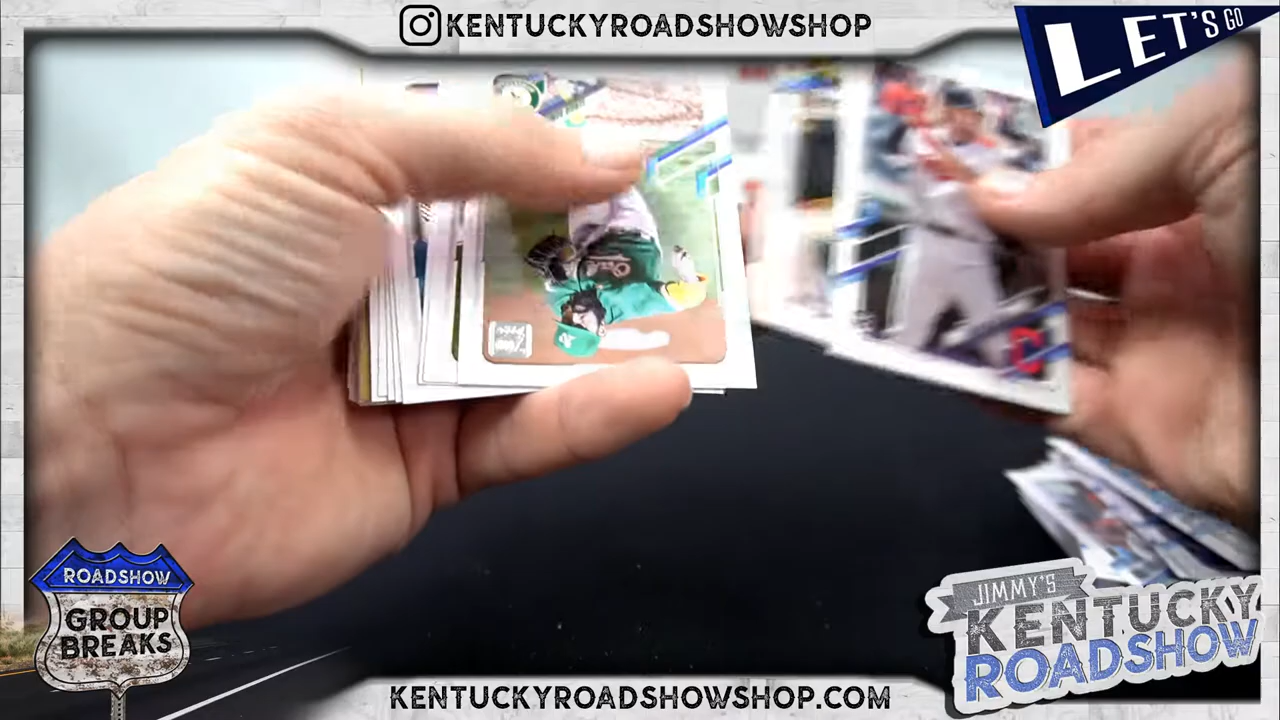 KENTUCKYROADSHOWSHOP
LET'S GO
ROADSHOW
GROUP
BREAKS
JIMMY'S
KENTUCKY
ROADSHOW
KENTUCKYROADSHOWSHOP.COM